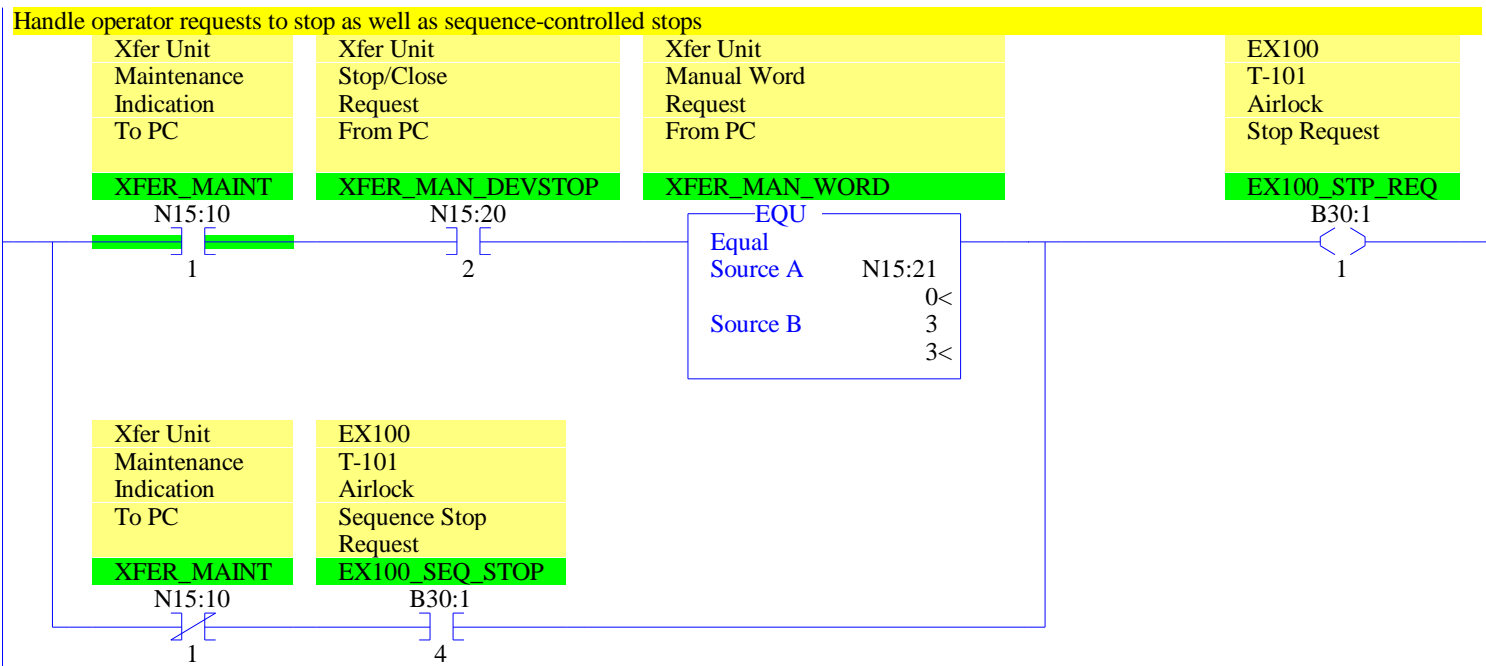 Handle operator requests to stop as well as sequence-controlled stops
Xfer Unit
Maintenance
Indication
To PC
XFER_MAINT
N15:10
1
Xfer Unit
Stop/Close
Request
From PC
XFER_MAN_DEVSTOP
N15:20
2
Xfer Unit
Manual Word
Request
From PC
XFER_MAN_WORD
EQU
Equal
Source A N15:21
0<
Source B 3
3<
EX100
T-101
Airlock
Stop Request
EX100_STP_REQ
B30:1
1
Xfer Unit
Maintenance
Indication
To PC
XFER_MAINT
N15:10
1
EX100
T-101
Airlock
Sequence Stop
Request
EX100_SEQ_STOP
B30:1
4